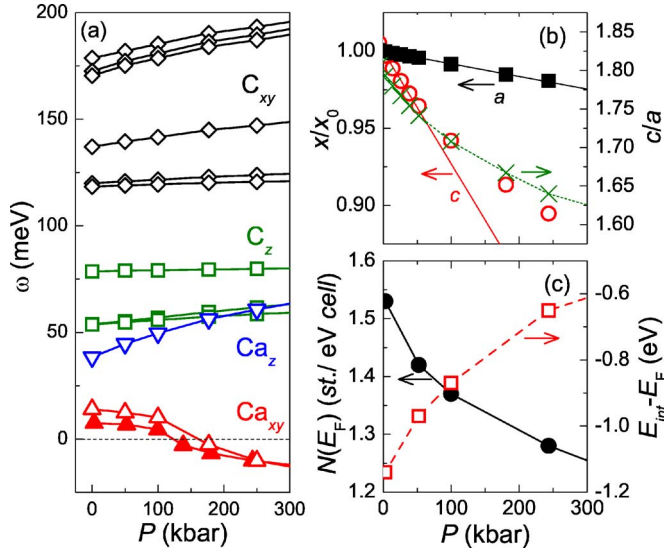 (a)
200
150
100
50
0
ω (meV)
C_xy
C_z
Ca_z
Ca_xy
0 100 200 300
P (kbar)
(b)
1.00
0.95
0.90
x/x_0
a
c
1.85
1.80
1.75
1.70
1.65
1.60
c/a
(c)
1.6
1.5
1.4
1.3
1.2
N(E_F) (st./ eV cell)
-0.6
-0.8
-1.0
-1.2
E_int-E_F (eV)
0 100 200 300
P (kbar)